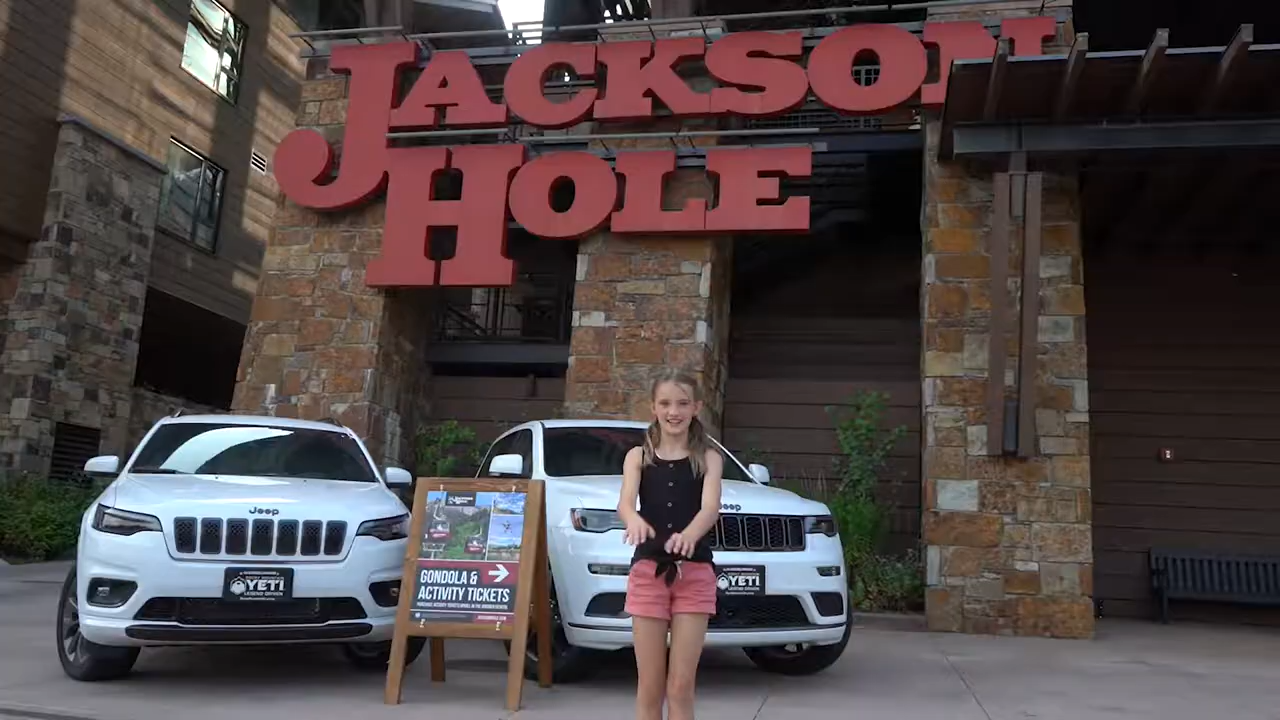 JACKSON
HOLE
Jeep
Jeep
GONDOLA &
ACTIVITY TICKETS
YETI
YETI